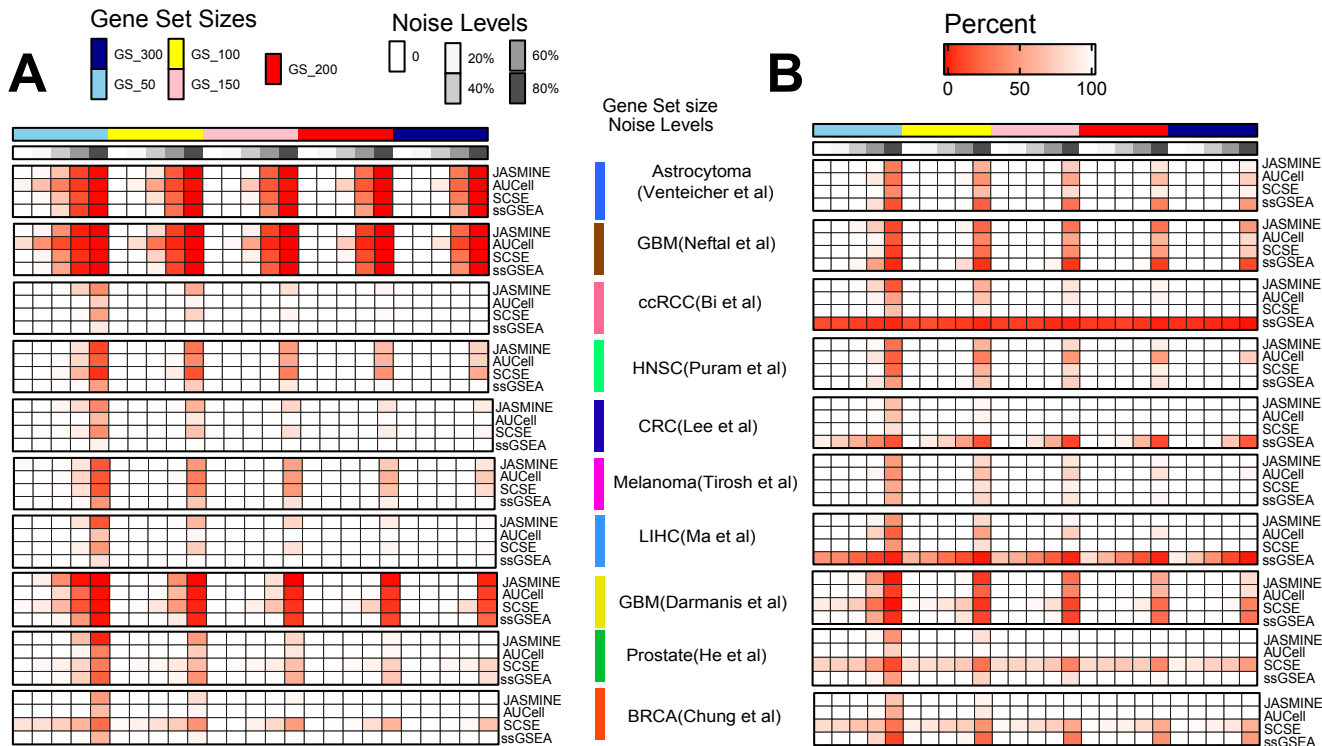 Gene Set Sizes
Noise Levels
Percent
A
GS_300
GS_100
GS_200
GS_50
GS_150
0
20%
60%
40%
80%
B
0
50
100
Gene Set size
Noise Levels
JASMINE
AUCell
SCSE
ssGSEA
Astrocytoma
(Venteicher et al)
JASMINE
AUCell
SCSE
ssGSEA
JASMINE
AUCell
SCSE
ssGSEA
GBM(Neftal et al)
JASMINE
AUCell
SCSE
ssGSEA
JASMINE
AUCell
SCSE
ssGSEA
ccRCC(Bi et al)
JASMINE
AUCell
SCSE
ssGSEA
JASMINE
AUCell
SCSE
ssGSEA
HNSC(Puram et al)
JASMINE
AUCell
SCSE
ssGSEA
JASMINE
AUCell
SCSE
ssGSEA
CRC(Lee et al)
JASMINE
AUCell
SCSE
ssGSEA
JASMINE
AUCell
SCSE
ssGSEA
Melanoma(Tirosh et al)
JASMINE
AUCell
SCSE
ssGSEA
JASMINE
AUCell
SCSE
ssGSEA
LIHC(Ma et al)
JASMINE
AUCell
SCSE
ssGSEA
JASMINE
AUCell
SCSE
ssGSEA
GBM(Darmanis et al)
JASMINE
AUCell
SCSE
ssGSEA
JASMINE
AUCell
SCSE
ssGSEA
Prostate(He et al)
JASMINE
AUCell
SCSE
ssGSEA
JASMINE
AUCell
SCSE
ssGSEA
BRCA(Chung et al)
JASMINE
AUCell
SCSE
ssGSEA